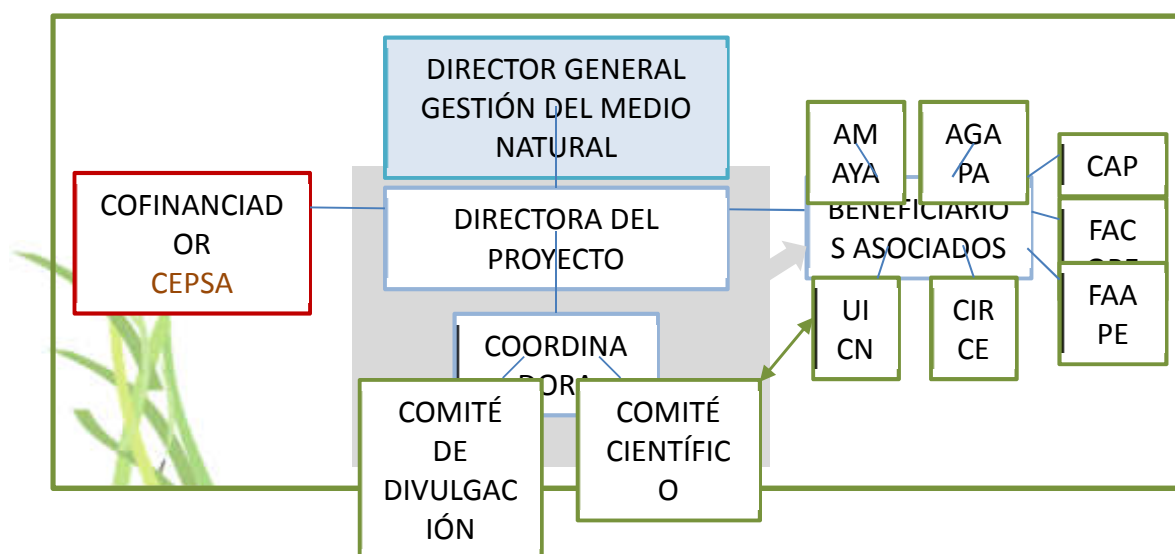 DIRECTOR GENERAL
GESTIÓN DEL MEDIO
NATURAL
COFINANCIAD
OR
CEPSA
DIRECTORA DEL
PROYECTO
COORDINA
DORA
COMITÉ
DE
DIVULGAC
IÓN
COMITÉ
CIENTÍFIC
O
AM
AYA
AGA
PA
BENEFICIARIO
S ASOCIADOS
UI
CN
CIR
CE
CAP
FAC
FAA
PE